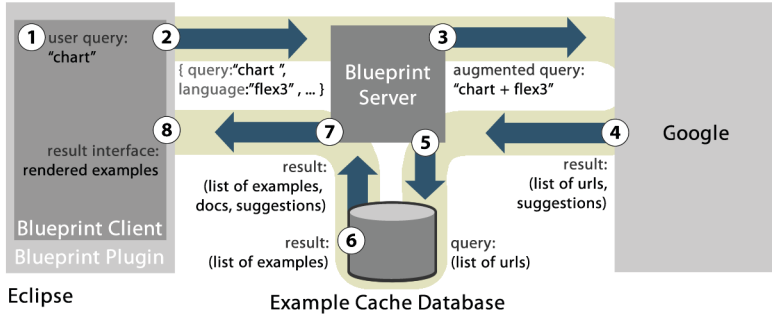 1 user query:
"chart"
2
{ query:"chart ",
language:"flex3" , ... }
Blueprint
Server
3
augmented query:
"chart + flex3"
8
7
5
4
Google
result interface:
rendered examples
result:
(list of examples,
docs, suggestions)
result:
(list of urls,
suggestions)
Blueprint Client
Blueprint Plugin
6
result:
(list of examples)
query:
(list of urls)
Eclipse
Example Cache Database